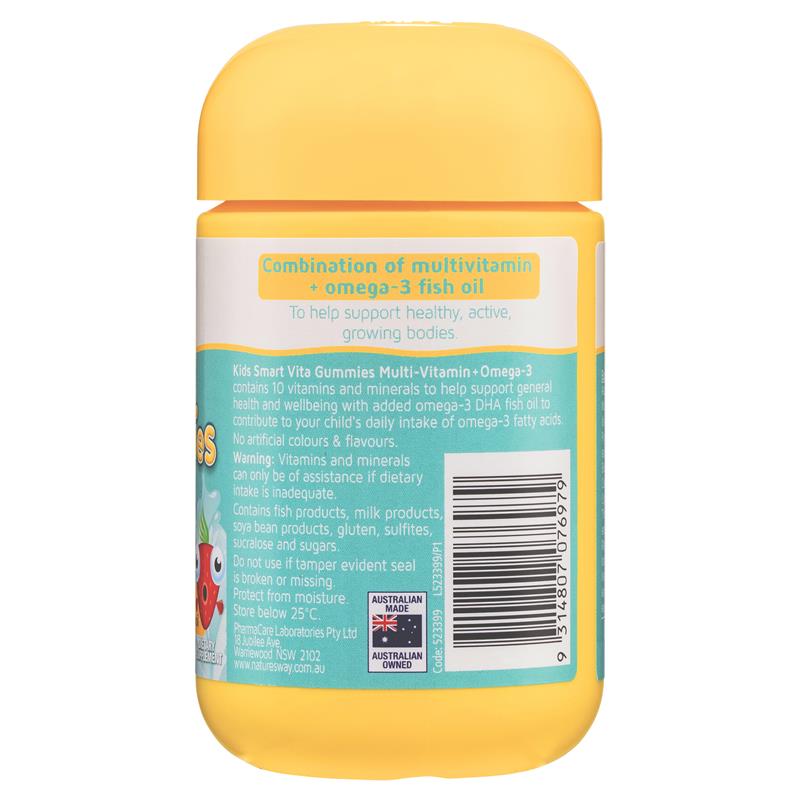 Combination of multivitamin
+ omega-3 fish oil
To help support healthy, active,
growing bodies.
Kids Smart Vita Gummies Multi-Vitamin + Omega-3
contains 10 vitamins and minerals to help support general
health and wellbeing with added omega-3 DHA fish oil to
contribute to your child's daily intake of omega-3 fatty acids.
No artificial colours & flavours.
Warning: Vitamins and minerals
can only be of assistance if dietary
intake is inadequate.
Contains fish products, milk products,
soya bean products, gluten, sulfites,
sucralose and sugars.
Do not use if tamper evident seal
is broken or missing.
Protect from moisture.
Store below 25°C.
PharmaCare Laboratories Pty Ltd
18 Jubilee Ave,
Warriewood NSW 2102
www.naturesway.com.au
AUSTRALIAN
MADE
AUSTRALIAN
OWNED
Code: 523399 L523399/P1
9 314807 076979